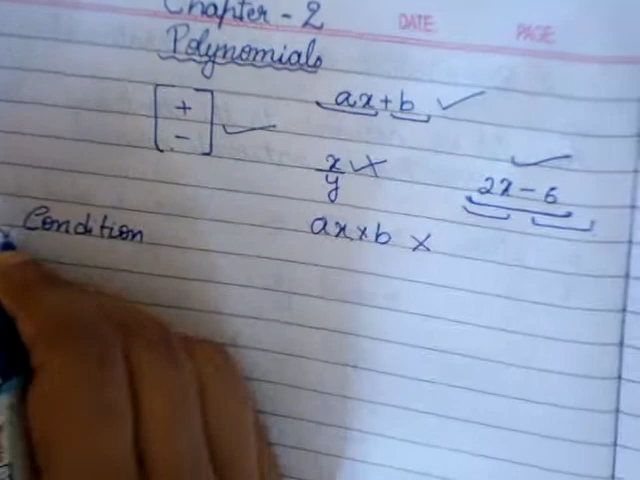 Chapter - 2
DATE
PAGE
Polynomials
+
-
ax+b ✓
x/y ✗
2x-6
Condition
ax×b ✗